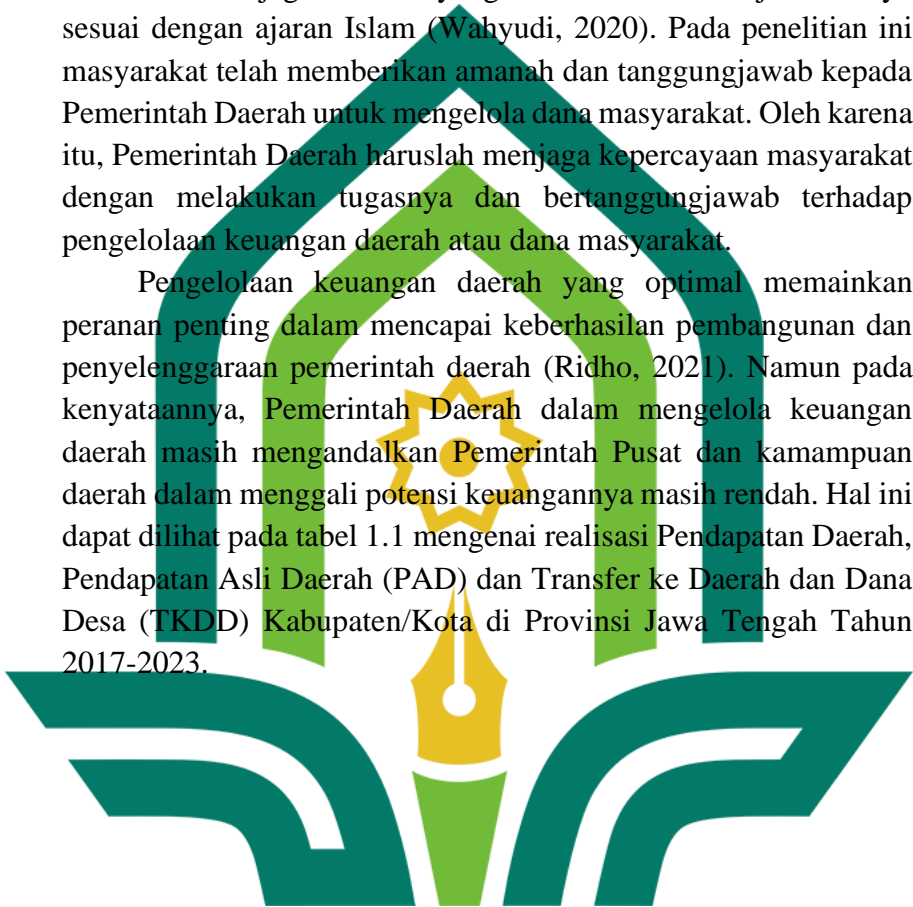 sesuai dengan ajaran Islam (Wahyudi, 2020). Pada penelitian ini
masyarakat telah memberikan amanah dan tanggungjawab kepada
Pemerintah Daerah untuk mengelola dana masyarakat. Oleh karena
itu, Pemerintah Daerah haruslah menjaga kepercayaan masyarakat
dengan melakukan tugasnya dan bertanggungjawab terhadap
pengelolaan keuangan daerah atau dana masyarakat.
Pengelolaan keuangan daerah yang optimal memainkan
peranan penting dalam mencapai keberhasilan pembangunan dan
penyelenggaraan pemerintah daerah (Ridho, 2021). Namun pada
kenyataannya, Pemerintah Daerah dalam mengelola keuangan
daerah masih mengandalkan Pemerintah Pusat dan kamampuan
daerah dalam menggali potensi keuangannya masih rendah. Hal ini
dapat dilihat pada tabel 1.1 mengenai realisasi Pendapatan Daerah,
Pendapatan Asli Daerah (PAD) dan Transfer ke Daerah dan Dana
Desa (TKDD) Kabupaten/Kota di Provinsi Jawa Tengah Tahun
2017-2023.